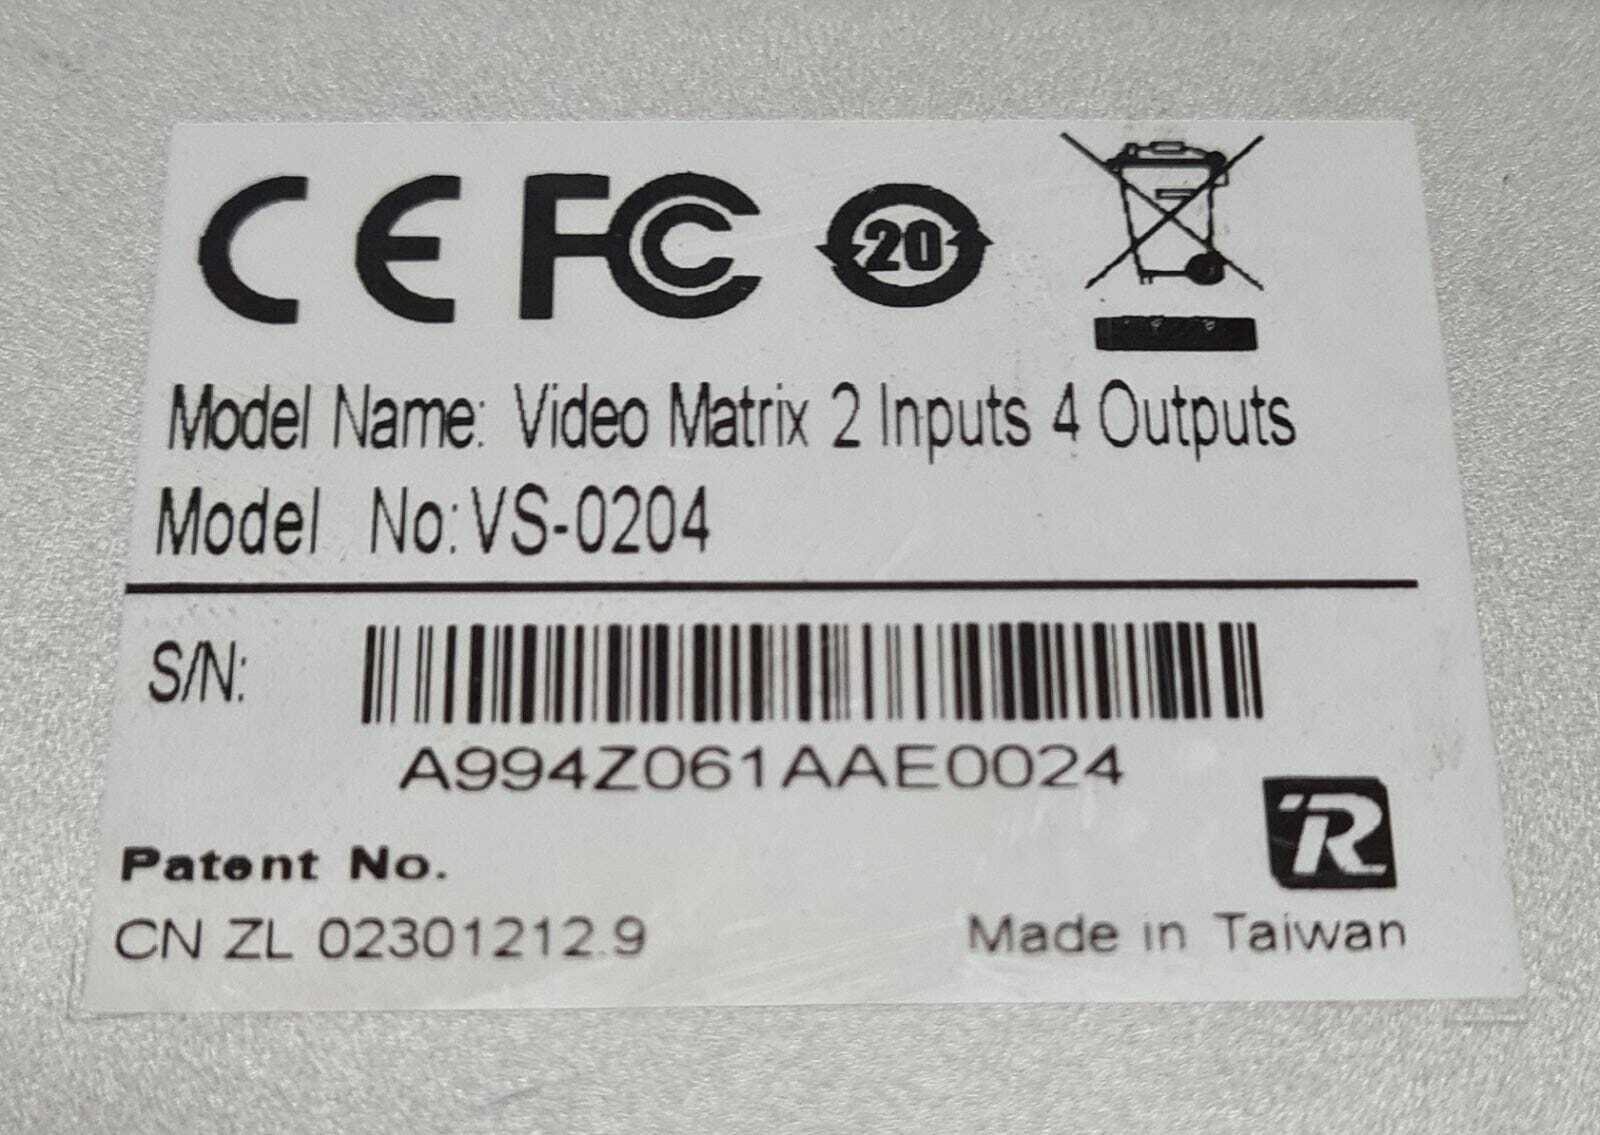 CE FC 20
Model Name: Video Matrix 2 Inputs 4 Outputs
Model No: VS-0204
S/N:
A994Z061AAE0024
Patent No.
CN ZL 02301212.9
R
Made in Taiwan